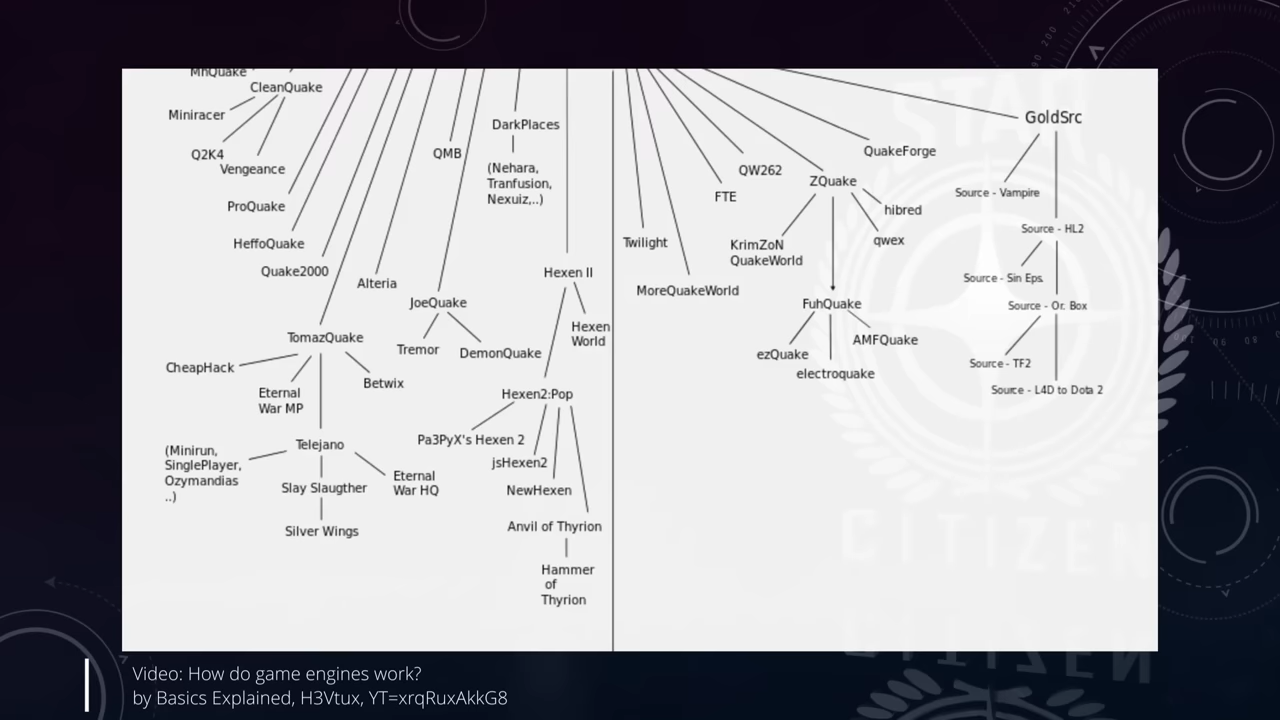 MhQuake
CleanQuake
Miniracer
Q2K4
Vengeance
ProQuake
HeffoQuake
Quake2000
TomazQuake
CheapHack
Eternal
War MP
Betwix
Telejano
(Minirun,
SinglePlayer,
Ozymandias
..)
Slay Slaugther
Eternal
War HQ
Silver Wings
Alteria
QMB
JoeQuake
Tremor
DemonQuake
DarkPlaces
(Nehara,
Tranfusion,
Nexuiz,..)
Hexen II
Hexen
World
Hexen2:Pop
Pa3PyX's Hexen 2
jsHexen2
NewHexen
Anvil of Thyrion
Hammer
of
Thyrion
Twilight
MoreQuakeWorld
FTE
QW262
ZQuake
QuakeForge
hibred
qwex
KrimZoN
QuakeWorld
FuhQuake
ezQuake
electroquake
AMFQuake
GoldSrc
Source - Vampire
Source - HL2
Source - Sin Eps.
Source - Or. Box
Source - TF2
Source - L4D to Dota 2
STAR
CITIZEN
Video: How do game engines work?
by Basics Explained, H3Vtux, YT=xrqRuxAkkG8